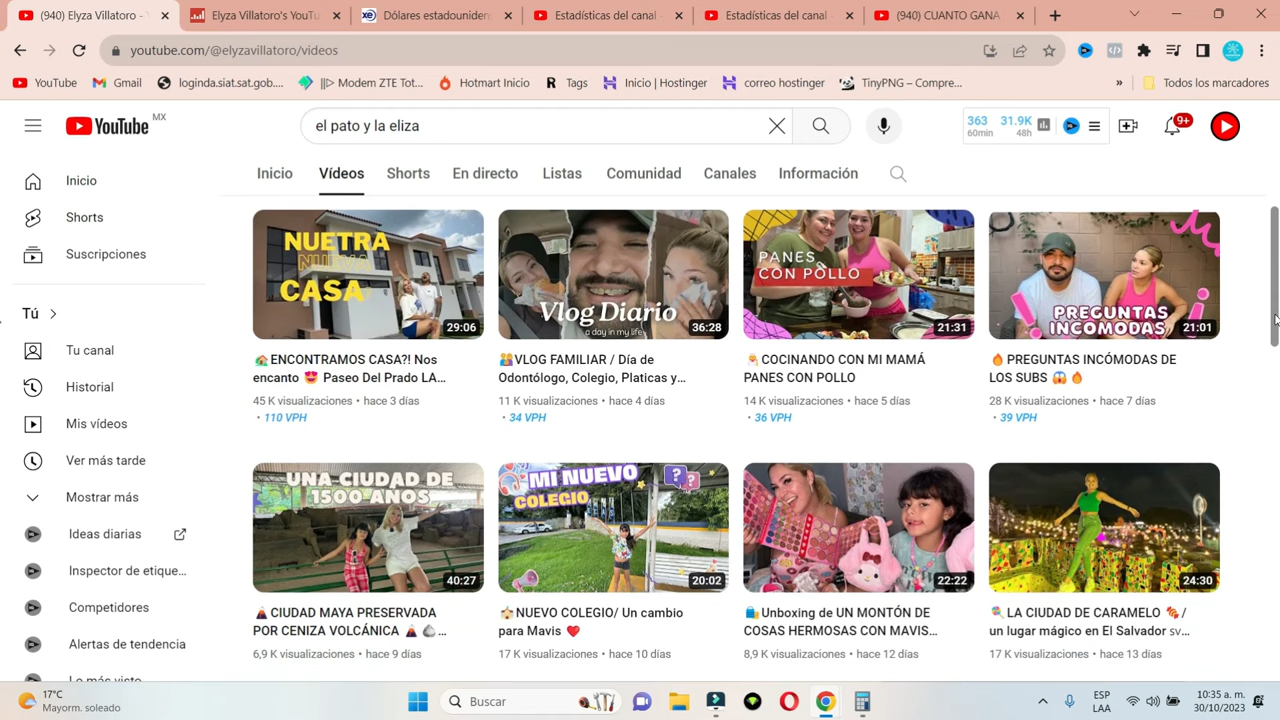 (940) Elyza Villatoro - Y
Elyza Villatoro's YouTu
Dólares estadouniden
Estadísticas del canal -
Estadísticas del canal -
(940) CUANTO GANA
youtube.com/@elyzavillatoro/videos
YouTube
Gmail
loginda.siat.sat.gob....
||▷ Modem ZTE Tot...
Hotmart Inicio
Tags
Inicio | Hostinger
correo hostinger
TinyPNG – Compre...
»
Todos los marcadores
YouTube MX
el pato y la eliza
363 60min
31.9K 48h
9+
Inicio
Vídeos
Shorts
En directo
Listas
Comunidad
Canales
Información
Inicio
Shorts
Suscripciones
Tú >
Tu canal
Historial
Mis vídeos
Ver más tarde
Mostrar más
Ideas diarias
Inspector de etique...
Competidores
Alertas de tendencia
NUETRA
NUEVA
CASA
29:06
🏠ENCONTRAMOS CASA?! Nos
encanto 😍 Paseo Del Prado LA...
45 K visualizaciones • hace 3 días
• 110 VPH
Vlog Diario
a day in my life
36:28
👫VLOG FAMILIAR / Día de
Odontólogo, Colegio, Platicas y...
11 K visualizaciones • hace 4 días
• 34 VPH
PANES
CON POLLO
21:31
COCINANDO CON MI MAMÁ
PANES CON POLLO
14 K visualizaciones • hace 5 días
• 36 VPH
PREGUNTAS
INCÓMODAS
21:01
🔥PREGUNTAS INCÓMODAS DE
LOS SUBS 😱🔥
28 K visualizaciones • hace 7 días
• 39 VPH
UNA CIUDAD DE
1500 ANOS
40:27
🌋CIUDAD MAYA PRESERVADA
POR CENIZA VOLCÁNICA 🌋🪨...
6,9 K visualizaciones • hace 9 días
MI NUEVO
COLEGIO
20:02
NUEVO COLEGIO/ Un cambio
para Mavis ❤️
17 K visualizaciones • hace 10 días
22:22
🛍️Unboxing de UN MONTÓN DE
COSAS HERMOSAS CON MAVIS...
8,9 K visualizaciones • hace 12 días
24:30
🍭LA CIUDAD DE CARAMELO 🍬/
un lugar mágico en El Salvador sv...
17 K visualizaciones • hace 13 días
17°C
Mayorm. soleado
Buscar
ESP
LAA
10:35 a. m.
30/10/2023